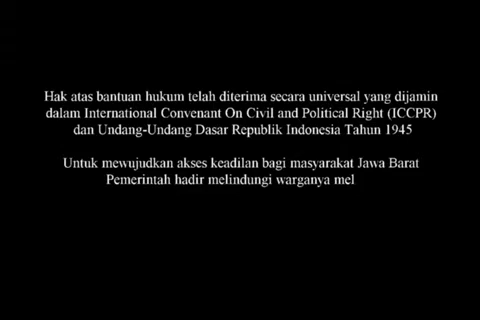 Hak atas bantuan hukum telah diterima secara universal yang dijamin
dalam International Convenant On Civil and Political Right (ICCPR)
dan Undang-Undang Dasar Republik Indonesia Tahun 1945
Untuk mewujudkan akses keadilan bagi masyarakat Jawa Barat
Pemerintah hadir melindungi warganya mel